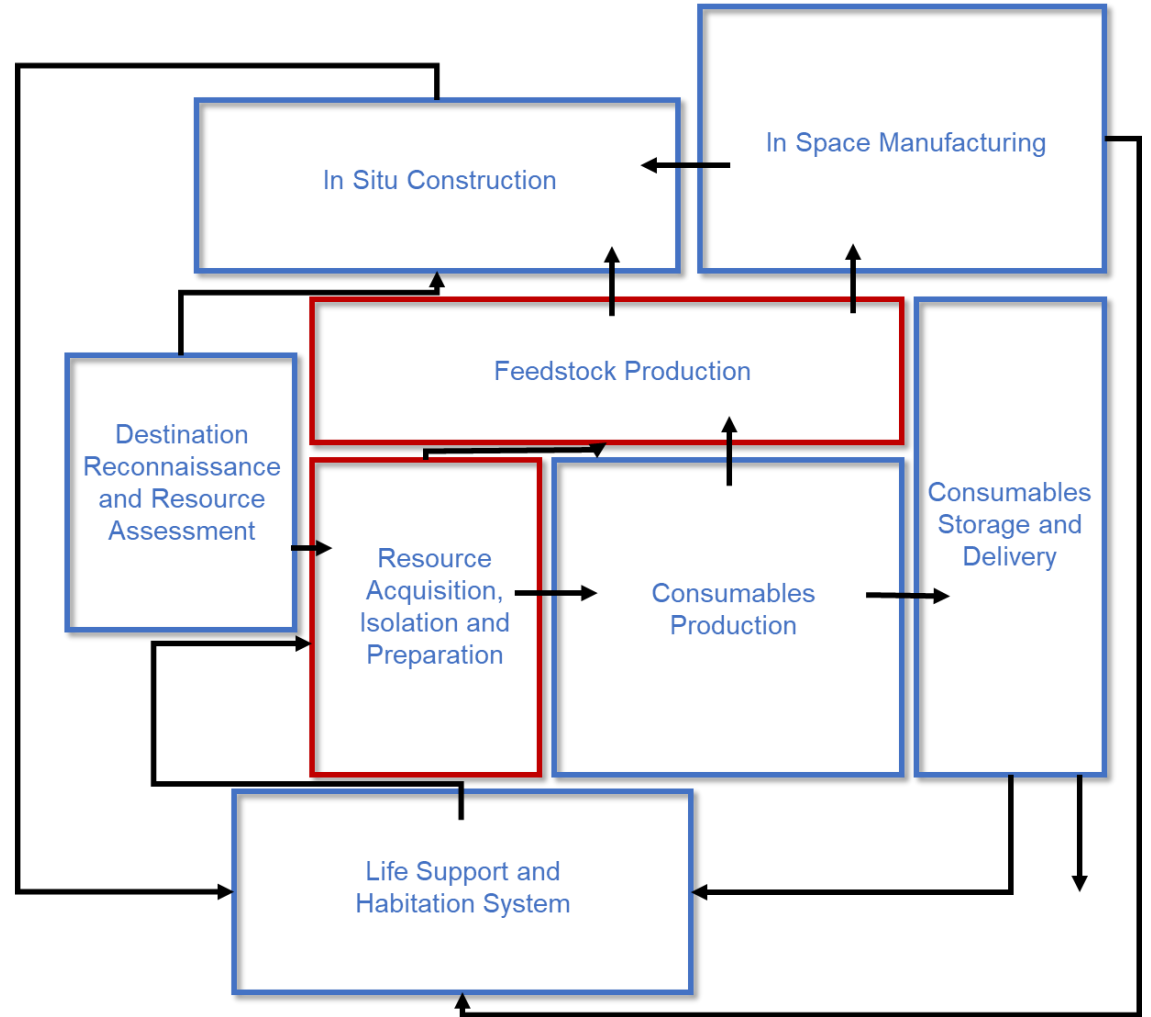 In Space Manufacturing
In Situ Construction
Feedstock Production
Destination
Reconnaissance
and Resource
Assessment
Resource
Acquisition,
Isolation and
Preparation
Consumables
Production
Consumables
Storage and
Delivery
Life Support and
Habitation System